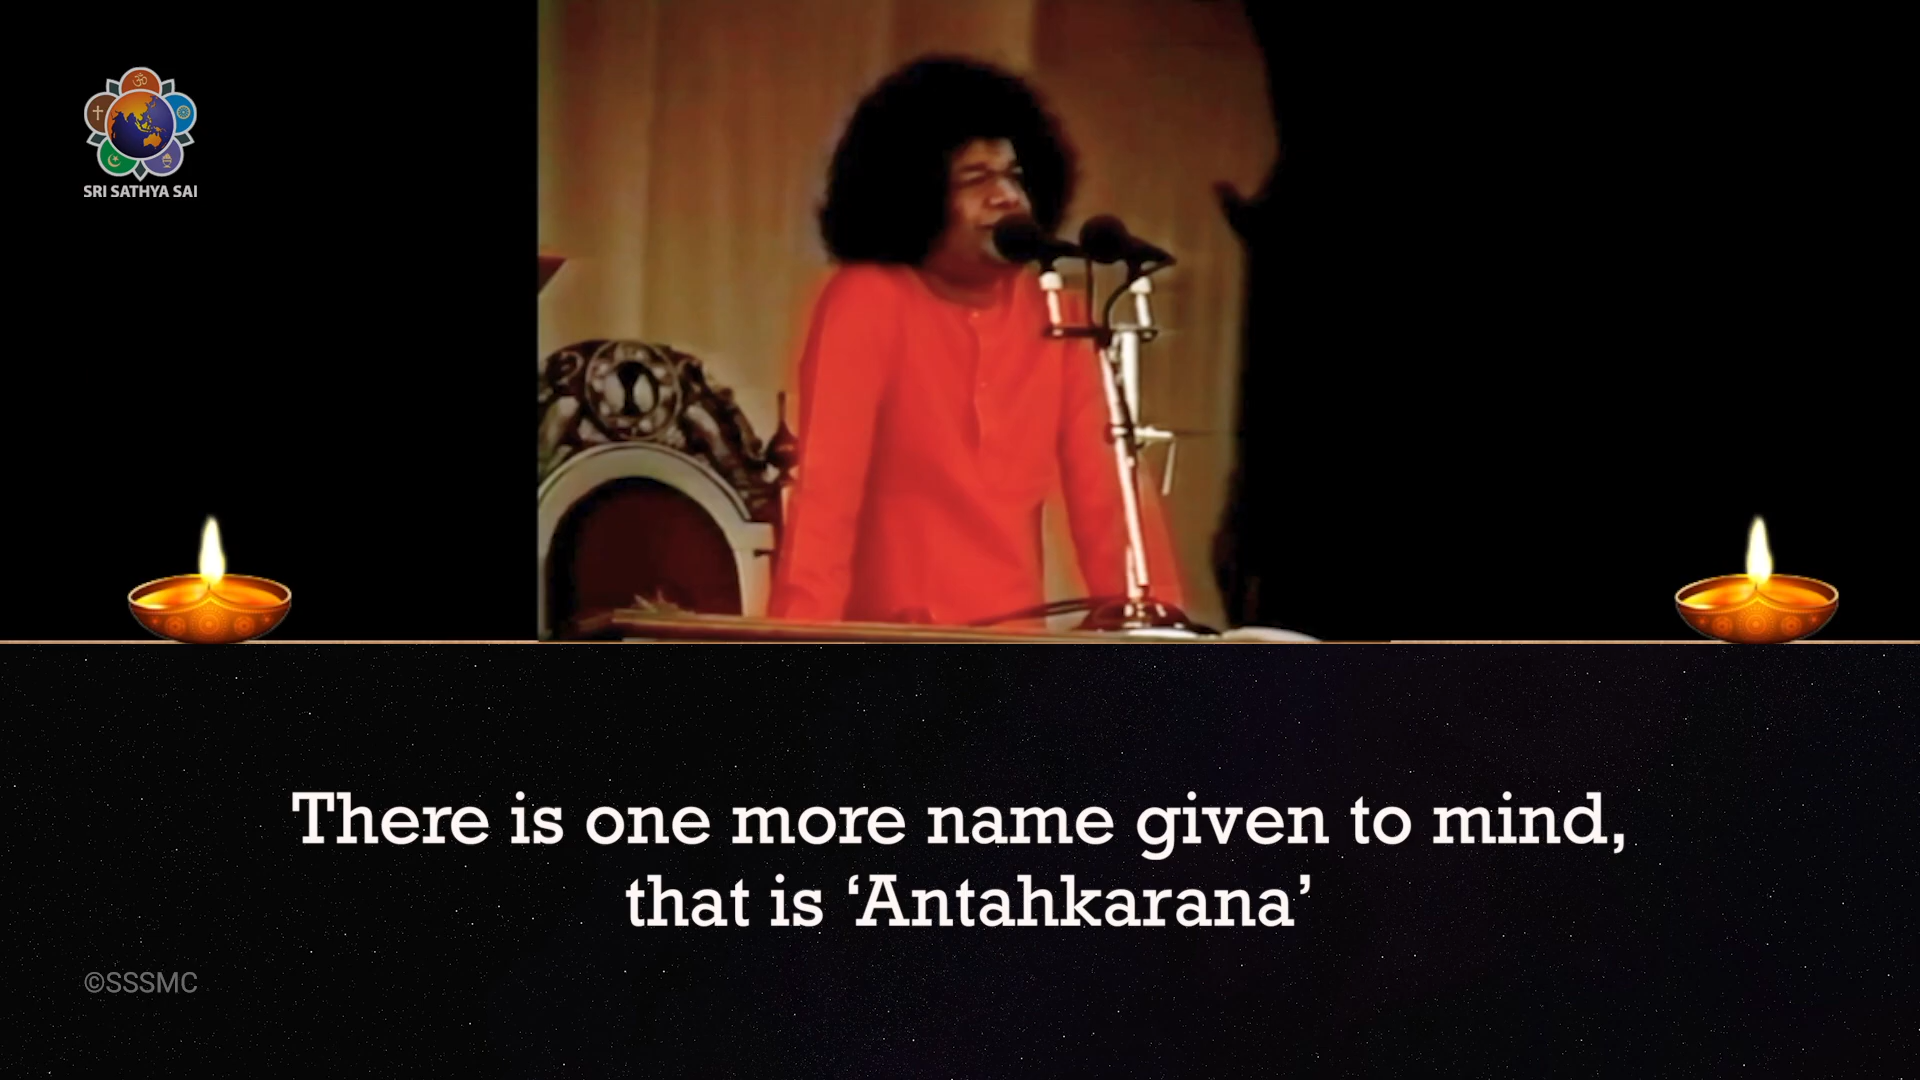 SRI SATHYA SAI
There is one more name given to mind,
that is ‘Antahkarana’
©SSSMC